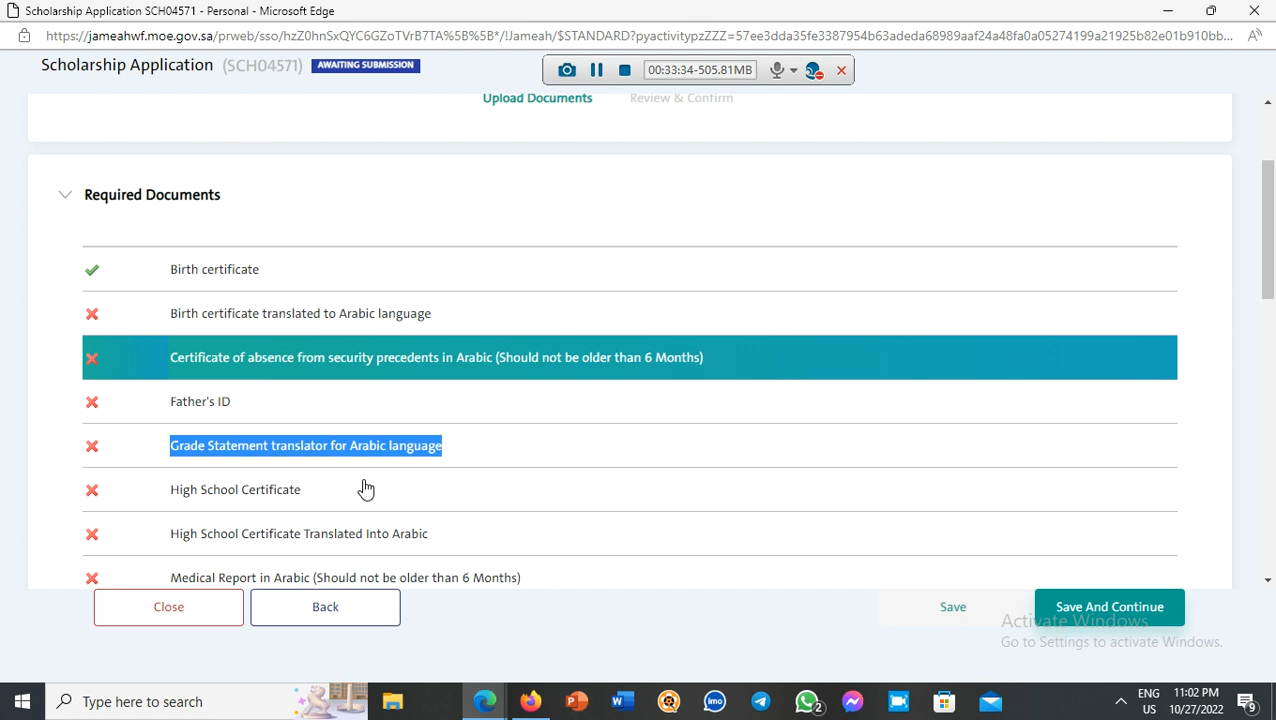 Scholarship Application SCH04571 - Personal - Microsoft Edge
https://jameahwf.moe.gov.sa/prweb/sso/hzZ0hnSxQYC6GZoTVrB7TA%5B%5B*/!Jameah/$STANDARD?pyactivitypzZZZ=57ee3dda35fe3387954b63adeda68989aaf24a48fa0a05274199a21925b82e01b910bb...
Scholarship Application (SCH04571) AWAITING SUBMISSION
00:33:34-505.81MB
Upload Documents Review & Confirm
Required Documents
Birth certificate
Birth certificate translated to Arabic language
Certificate of absence from security precedents in Arabic (Should not be older than 6 Months)
Father's ID
Grade Statement translator for Arabic language
High School Certificate
High School Certificate Translated Into Arabic
Medical Report in Arabic (Should not be older than 6 Months)
Close Back Save Save And Continue
Activate Windows
Go to Settings to activate Windows.
Type here to search
ENG 11:02 PM
US 10/27/2022
2
9